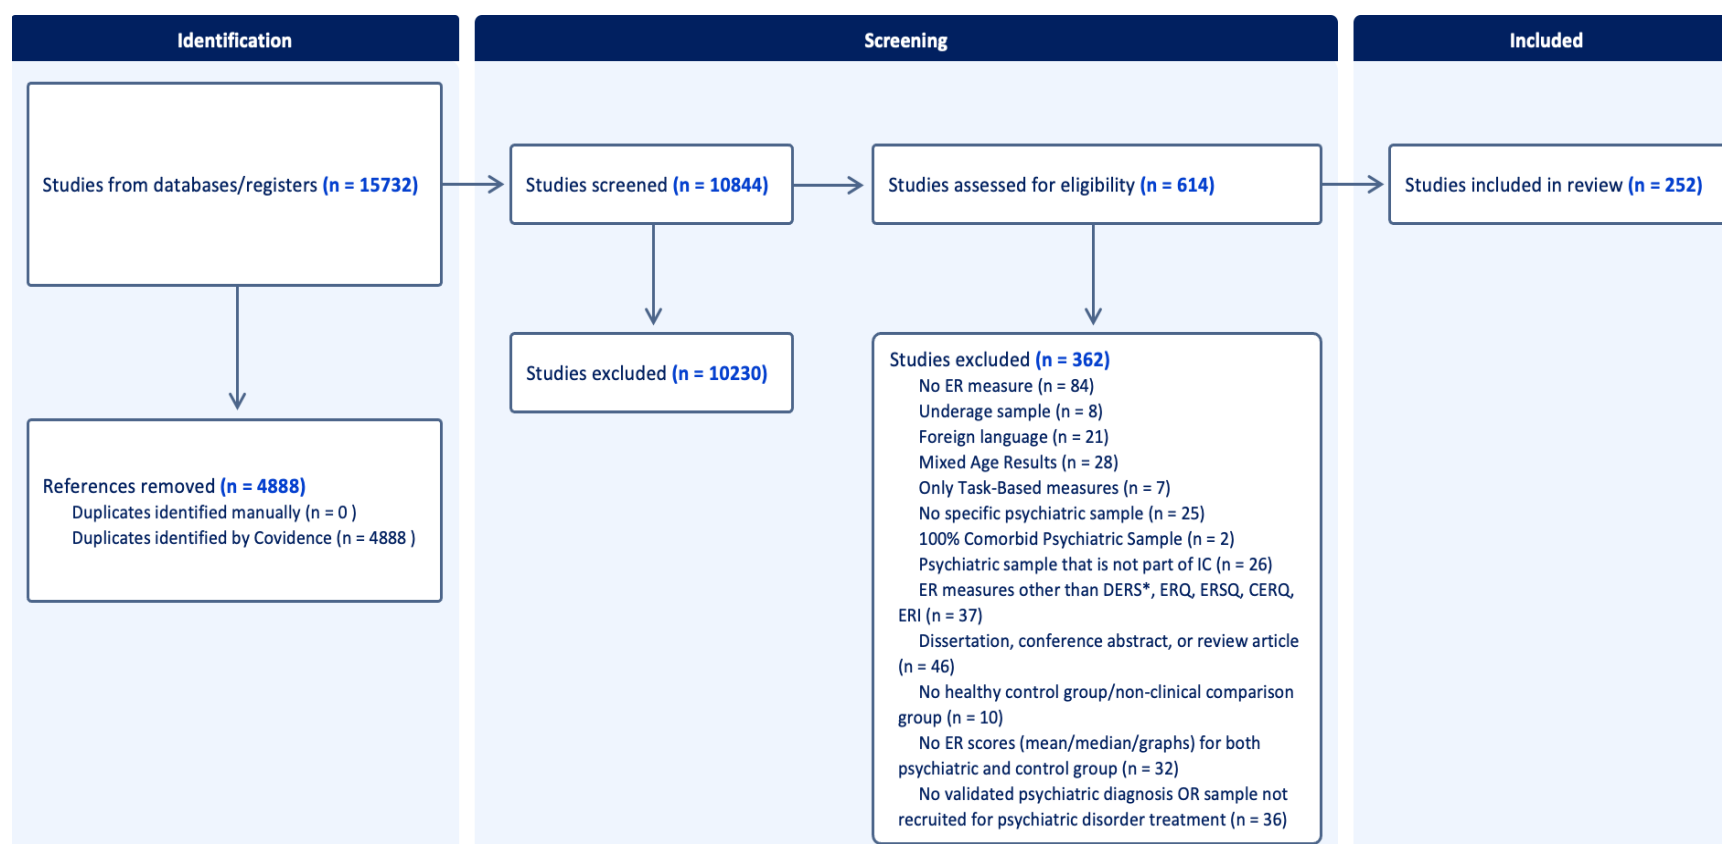 Identification
Studies from databases/registers (n = 15732)
References removed (n = 4888)
Duplicates identified manually (n = 0 )
Duplicates identified by Covidence (n = 4888 )
Screening
Studies screened (n = 10844)
Studies excluded (n = 10230)
Studies assessed for eligibility (n = 614)
Studies excluded (n = 362)
No ER measure (n = 84)
Underage sample (n = 8)
Foreign language (n = 21)
Mixed Age Results (n = 28)
Only Task-Based measures (n = 7)
No specific psychiatric sample (n = 25)
100% Comorbid Psychiatric Sample (n = 2)
Psychiatric sample that is not part of IC (n = 26)
ER measures other than DERS*, ERQ, ERSQ, CERQ,
ERI (n = 37)
Dissertation, conference abstract, or review article
(n = 46)
No healthy control group/non-clinical comparison
group (n = 10)
No ER scores (mean/median/graphs) for both
psychiatric and control group (n = 32)
No validated psychiatric diagnosis OR sample not
recruited for psychiatric disorder treatment (n = 36)
Included
Studies included in review (n = 252)